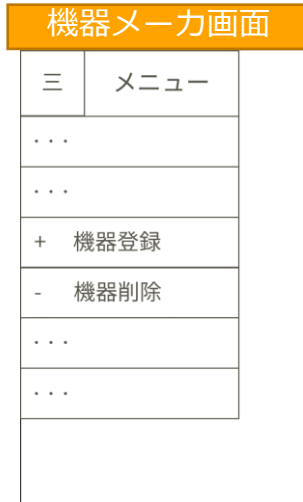 機器メーカ画面
三 メニュー
・・・
・・・
+ 機器登録
- 機器削除
・・・
・・・